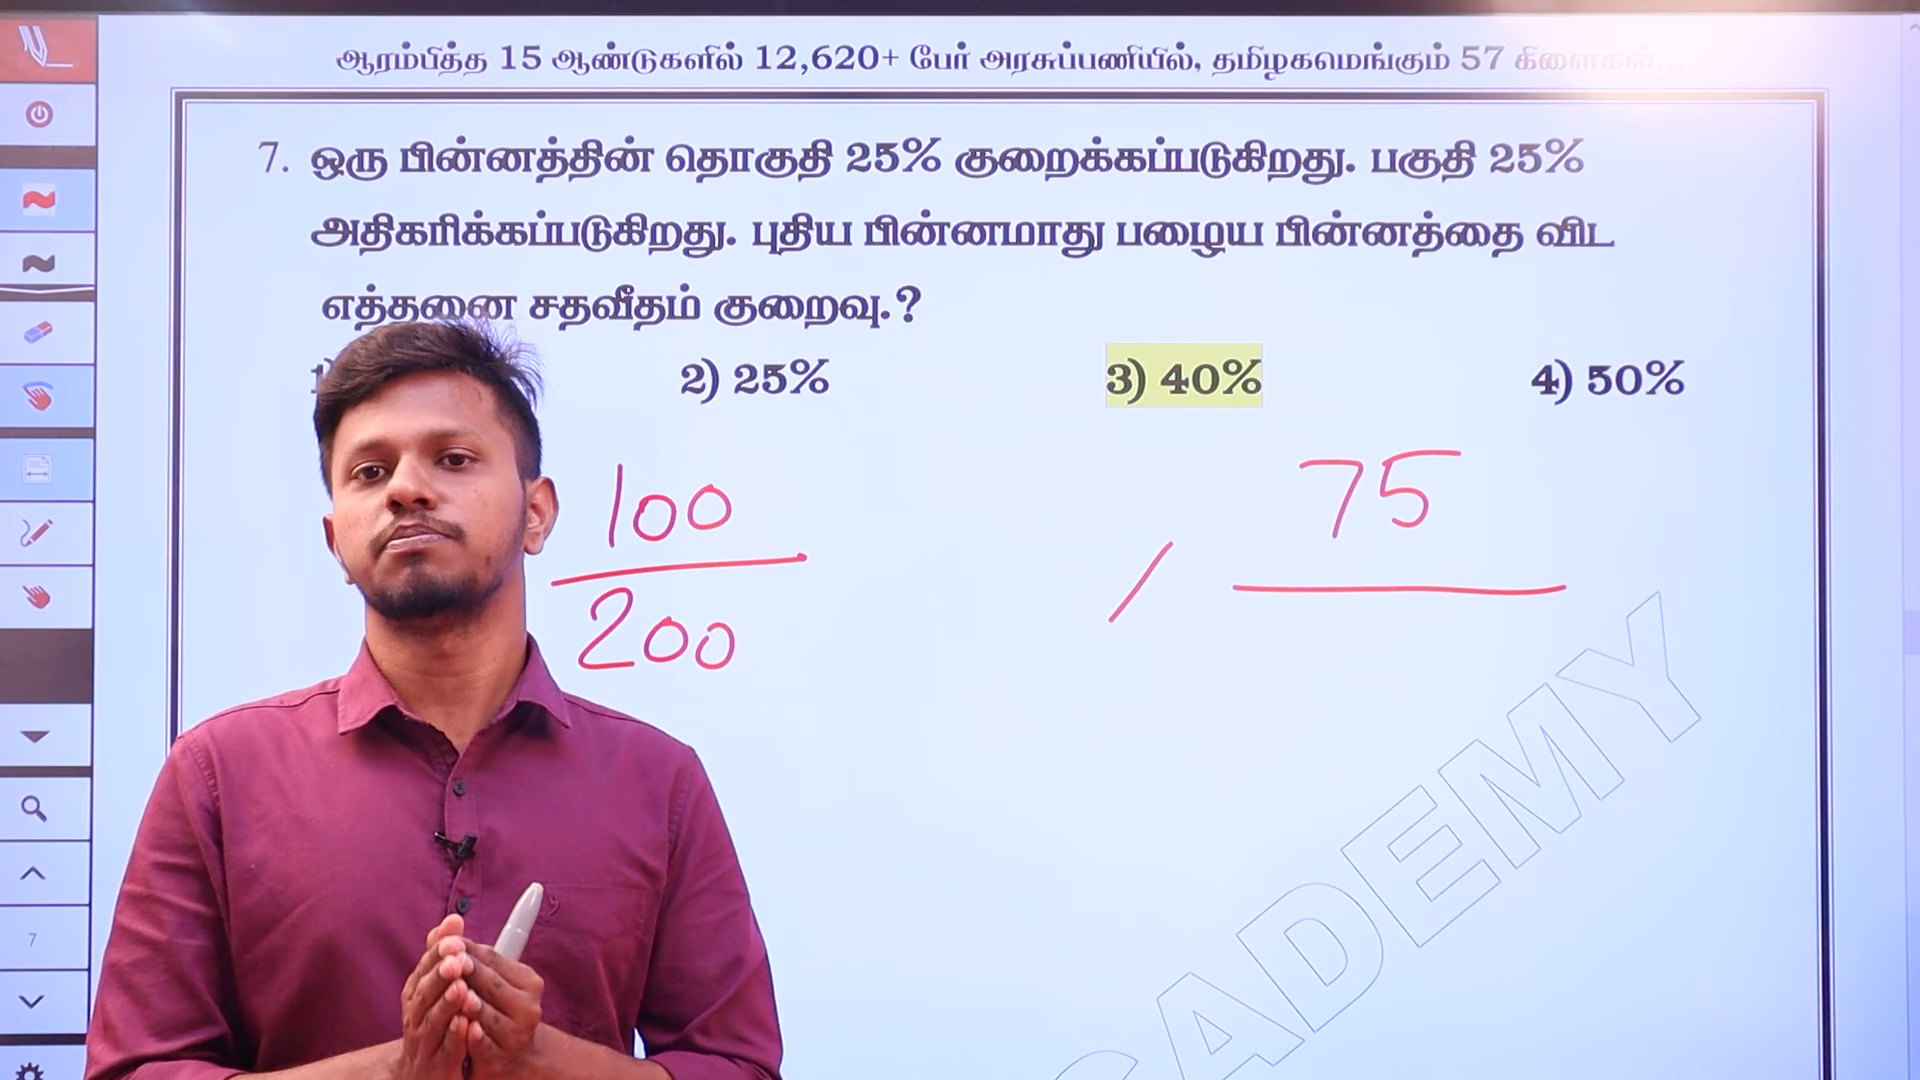 ஆரம்பித்த 15 ஆண்டுகளில் 12,620+ பேர் அரசுப்பணியில், தமிழகமெங்கும் 57 கிளைகள்...
7. ஒரு பின்னத்தின் தொகுதி 25% குறைக்கப்படுகிறது. பகுதி 25%
அதிகரிக்கப்படுகிறது. புதிய பின்னமாது பழைய பின்னத்தை விட
எத்தனை சதவீதம் குறைவு.?
2) 25% 3) 40% 4) 50%
100
200
/
75
7
CADEMY